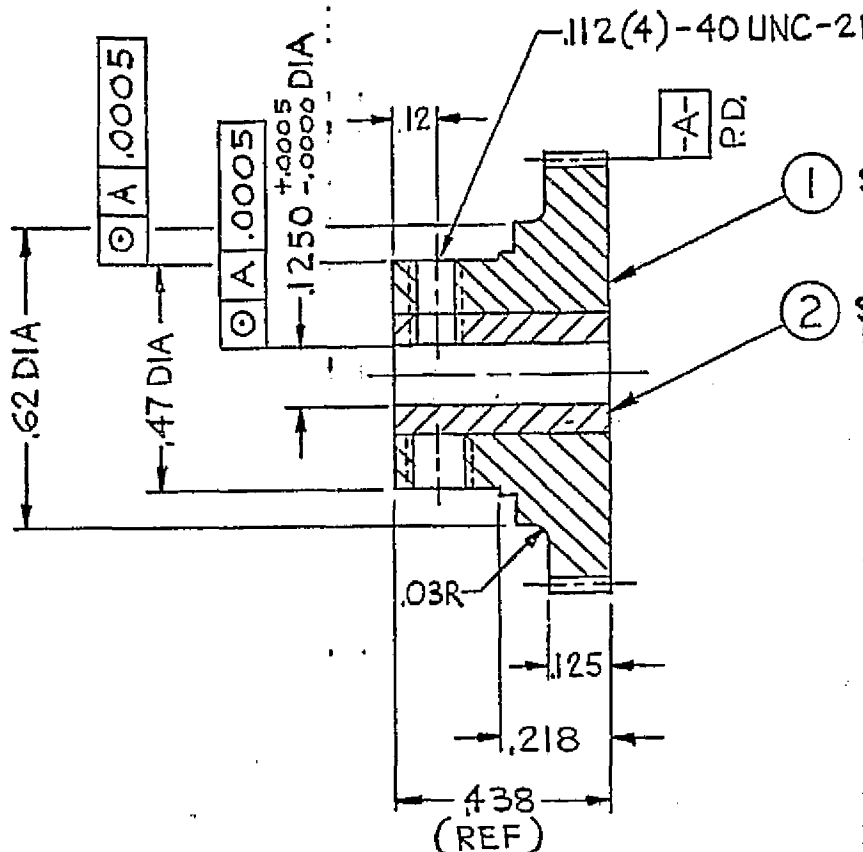 .112(4)-40 UNC-2
⊙ A .0005
⊙ A .0005
.1250 +.0005 -.0000 DIA
.12
-A-
P.D.
1
2
.62 DIA
.47 DIA
.03R
.125
.218
.438
(REF)